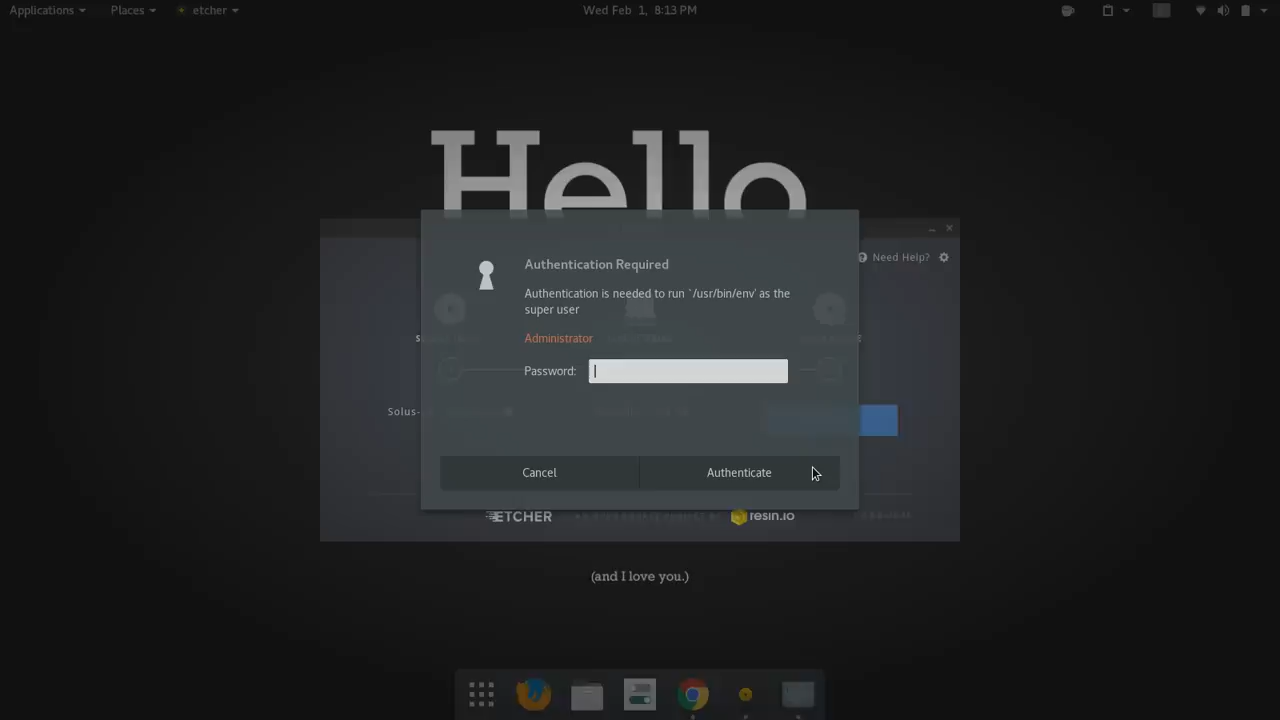 Applications Places etcher Wed Feb 1, 8:13 PM
Hello
Need Help?
Authentication Required
Authentication is needed to run `/usr/bin/env' as the
super user
Administrator
Password:
Solus-
Cancel Authenticate
ETCHER resin.io
(and I love you.)